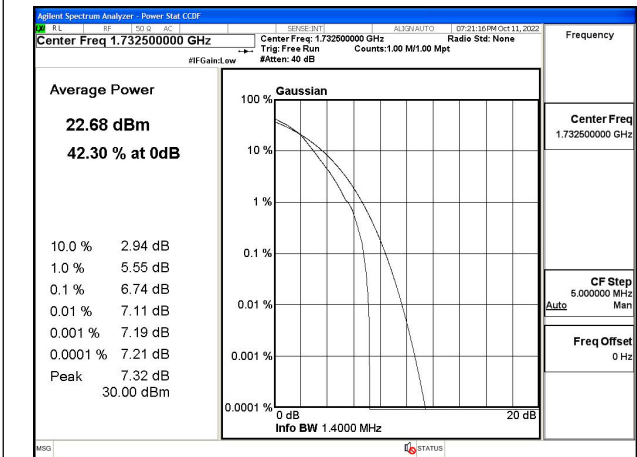 Agilent Spectrum Analyzer - Power Stat CCDF
LXI RL RF 50 Ω AC SENSE:INT ALIGNAUTO 07:21:16 PM Oct 11, 2022
Center Freq 1.732500000 GHz
Center Freq: 1.732500000 GHz Radio Std: None
Trig: Free Run Counts:1.00 M/1.00 Mpt
#IFGain:Low #Atten: 40 dB
Frequency
Average Power
22.68 dBm
42.30 % at 0dB
10.0 % 2.94 dB
1.0 % 5.55 dB
0.1 % 6.74 dB
0.01 % 7.11 dB
0.001 % 7.19 dB
0.0001 % 7.21 dB
Peak 7.32 dB
30.00 dBm
Gaussian
100 %
10 %
1 %
0.1 %
0.01 %
0.001 %
0.0001 %
0 dB 20 dB
Info BW 1.4000 MHz
Center Freq
1.732500000 GHz
CF Step
5.000000 MHz
Auto Man
Freq Offset
0 Hz
MSG STATUS